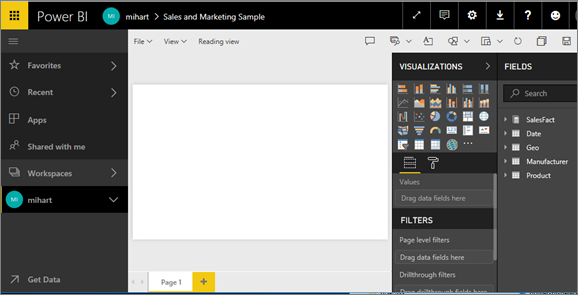 Power BI
MI
mihart
Sales and Marketing Sample
File
View
Reading view
Favorites
Recent
Apps
Shared with me
Workspaces
MI
mihart
Get Data
Page 1
VISUALIZATIONS
Values
Drag data fields here
FILTERS
Page level filters
Drag data fields here
Drillthrough filters
Drag drillthrough fields here
FIELDS
Search
SalesFact
Date
Geo
Manufacturer
Product